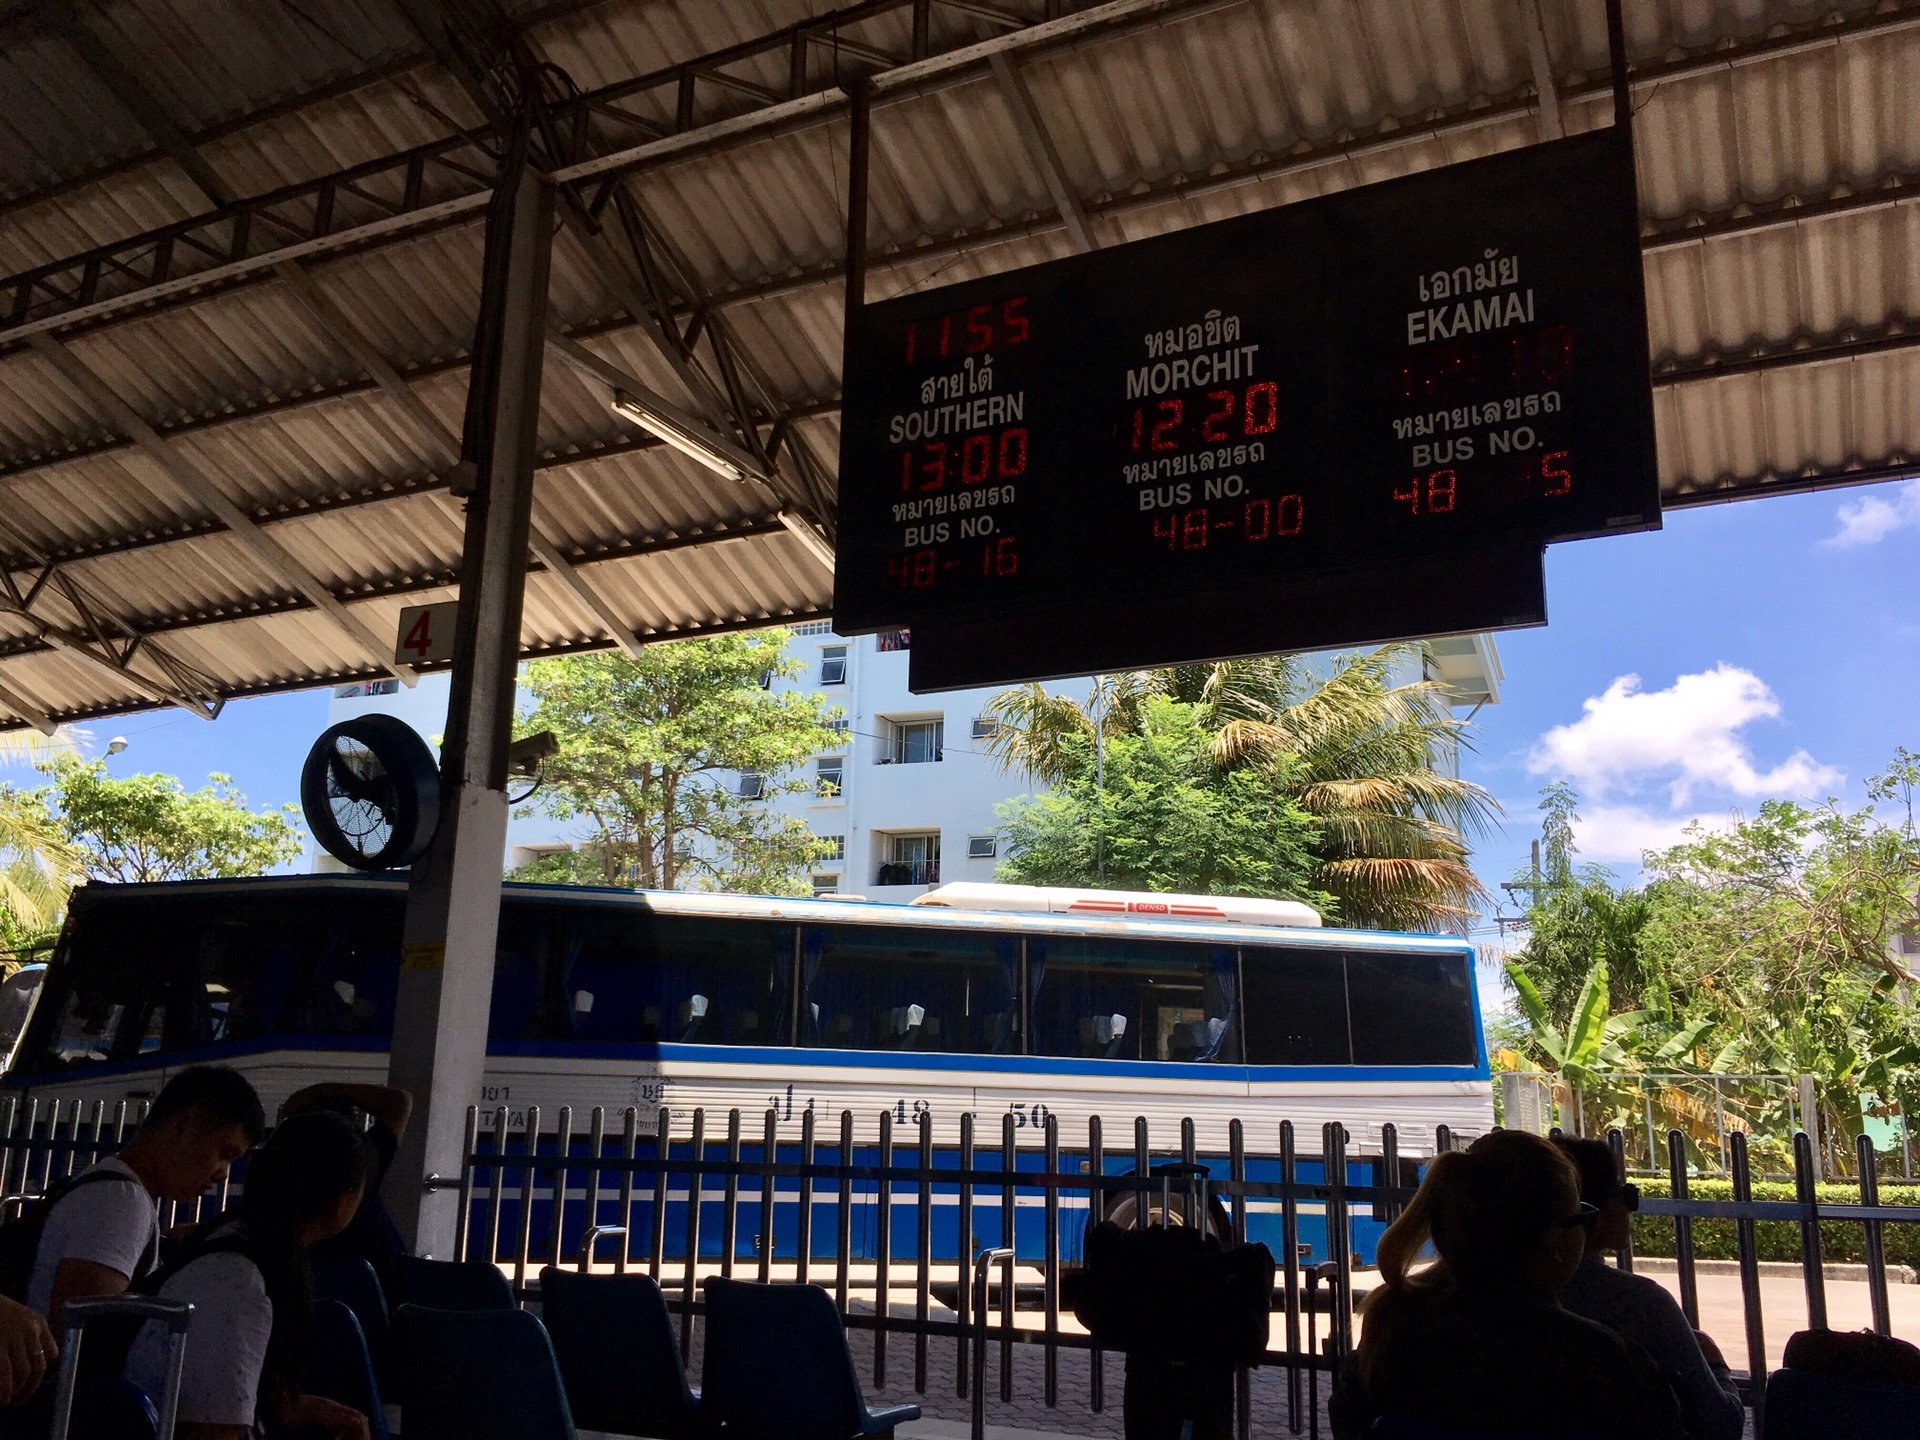 11:55
สายใต้
SOUTHERN
13:00
หมายเลขรถ
BUS NO.
48-16
หมอชิต
MORCHIT
12:20
หมายเลขรถ
BUS NO.
48-00
เอกมัย
EKAMAI
หมายเลขรถ
BUS NO.
48 5
4
DENSO
48 - 50